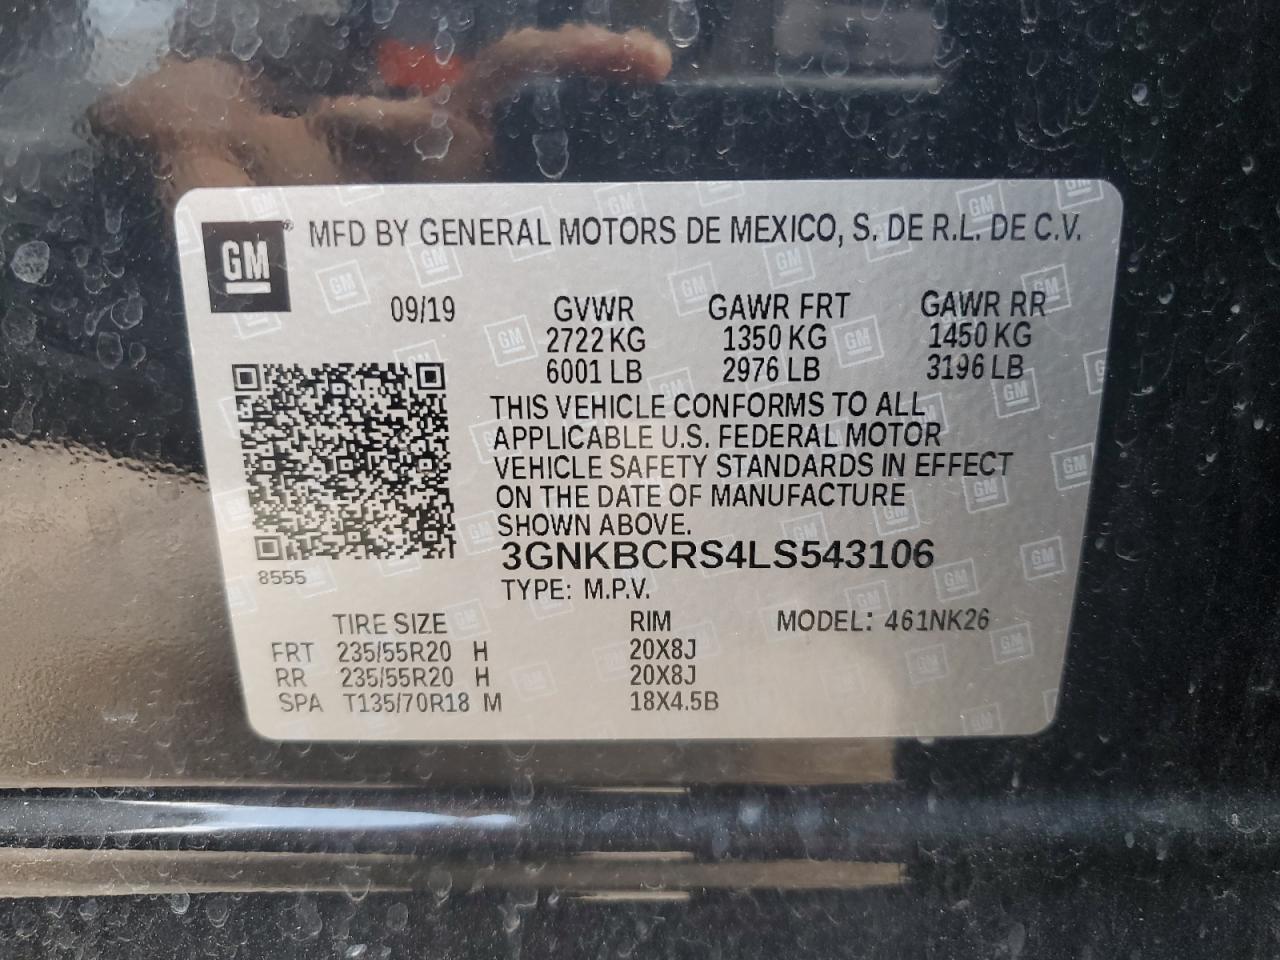 GM® MFD BY GENERAL MOTORS DE MEXICO, S. DE R.L. DE C.V.
09/19 GVWR GAWR FRT GAWR RR
2722 KG 1350 KG 1450 KG
6001 LB 2976 LB 3196 LB
THIS VEHICLE CONFORMS TO ALL
APPLICABLE U.S. FEDERAL MOTOR
VEHICLE SAFETY STANDARDS IN EFFECT
ON THE DATE OF MANUFACTURE
SHOWN ABOVE.
3GNKBCRS4LS543106
8555
TYPE: M.P.V.
TIRE SIZE RIM MODEL: 461NK26
FRT 235/55R20 H 20X8J
RR 235/55R20 H 20X8J
SPA T135/70R18 M 18X4.5B